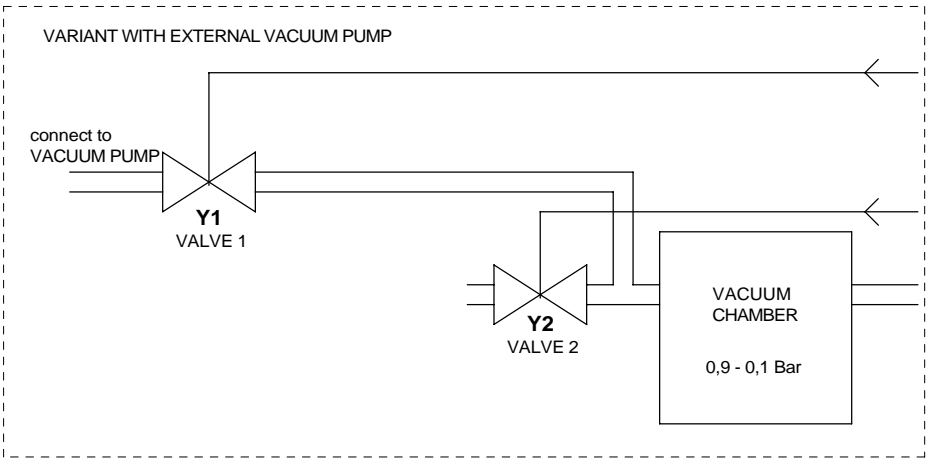 VARIANT WITH EXTERNAL VACUUM PUMP
connect to
VACUUM PUMP
Y1
VALVE 1
Y2
VALVE 2
VACUUM
CHAMBER
0,9 - 0,1 Bar